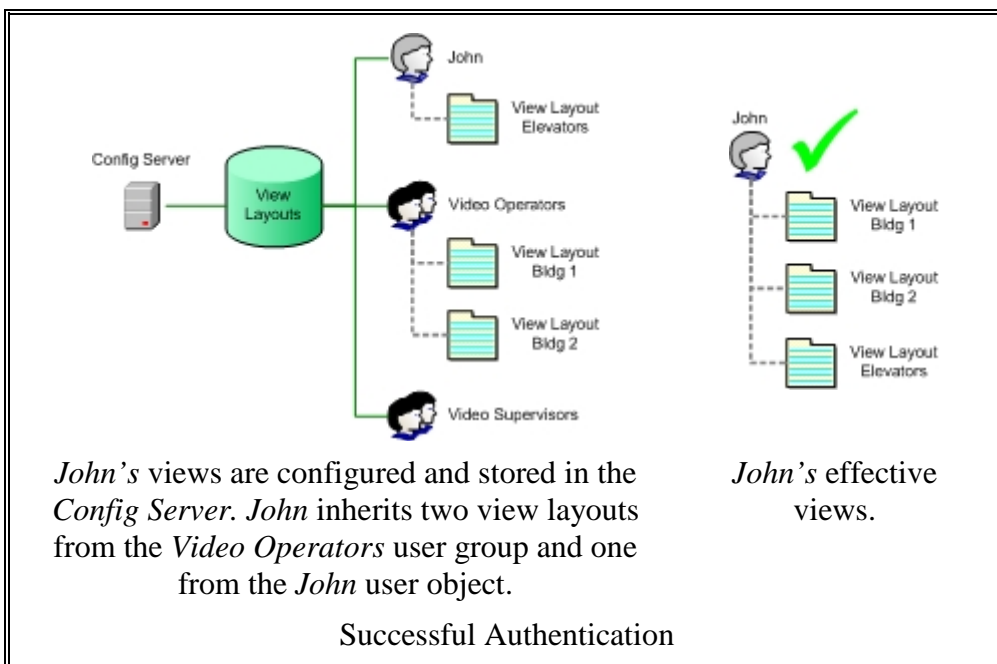 John
View Layout
Elevators
Config Server
View
Layouts
Video Operators
View Layout
Bldg 1
View Layout
Bldg 2
Video Supervisors
John
View Layout
Bldg 1
View Layout
Bldg 2
View Layout
Elevators
John's views are configured and stored in the
Config Server. John inherits two view layouts
from the Video Operators user group and one
from the John user object.
John's effective
views.
Successful Authentication